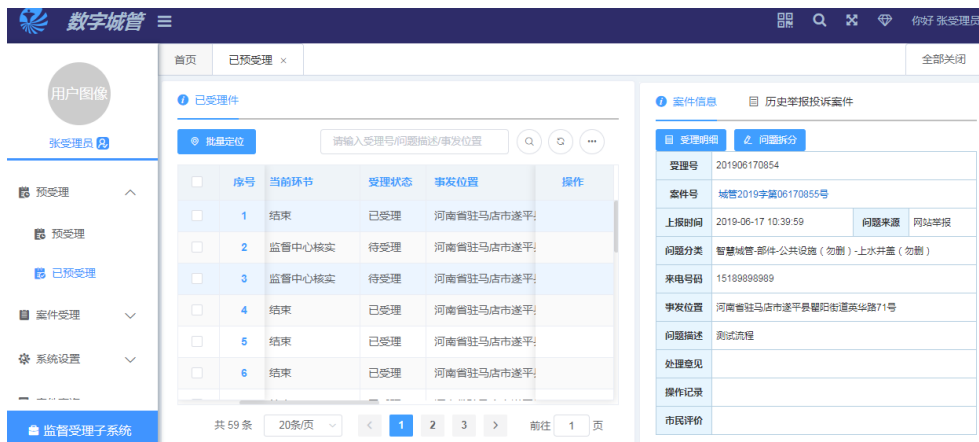 数字城管
你好 张受理员
首页
已预受理 ×
全部关闭
用户图像
张受理员
预受理
预受理
已预受理
案件受理
系统设置
监督受理子系统
已受理件
批量定位
请输入受理号/问题描述/事发位置
序号 当前环节 受理状态 事发位置 操作
1 结束 已受理 河南省驻马店市遂平县
2 监督中心核实 待受理 河南省驻马店市遂平县
3 监督中心核实 待受理 河南省驻马店市遂平县
4 结束 已受理 河南省驻马店市遂平县
5 结束 已受理 河南省驻马店市遂平县
6 结束 已受理 河南省驻马店市遂平县
共 59 条 20条/页 < 1 2 3 > 前往 1 页
案件信息 历史举报投诉案件
受理明细 问题拆分
受理号 201906170854
案件号 城管2019字第06170855号
上报时间 2019-06-17 10:39:59 问题来源 网站举报
问题分类 智慧城管-部件-公共设施（勿删）-上水井盖（勿删）
来电号码 15189898989
事发位置 河南省驻马店市遂平县瞿阳街道英华路71号
问题描述 测试流程
处理意见
操作记录
市民评价